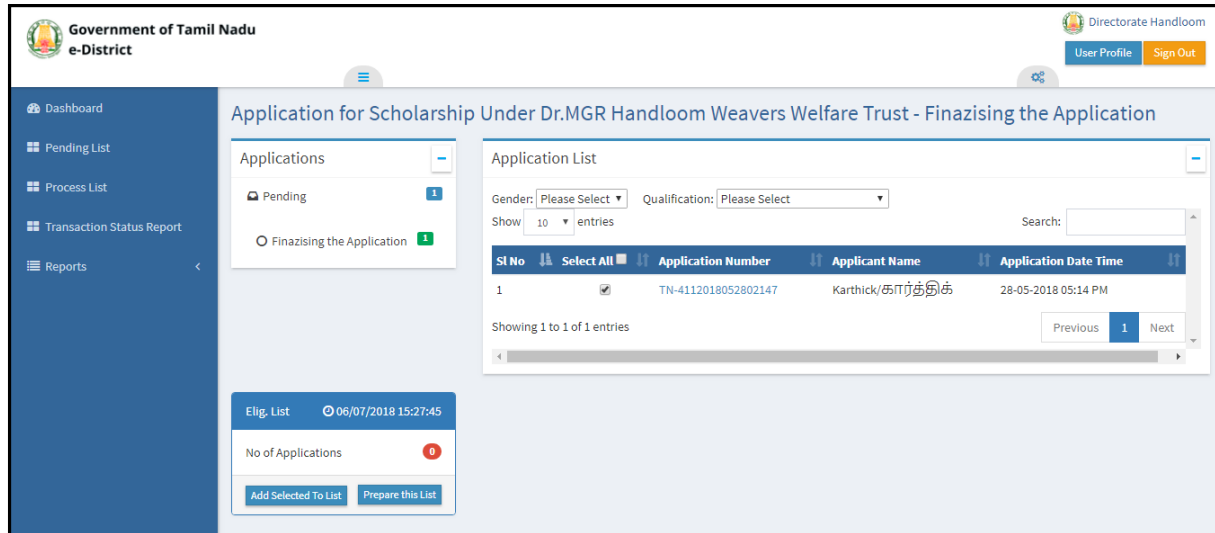 Government of Tamil Nadu
e-District
Directorate Handloom
User Profile
Sign Out
Dashboard
Pending List
Process List
Transaction Status Report
Reports
Application for Scholarship Under Dr.MGR Handloom Weavers Welfare Trust - Finazising the Application
Applications
Pending 1
Finazising the Application 1
Application List
Gender: Please Select Qualification: Please Select
Show 10 entries Search:
Sl No Select All Application Number Applicant Name Application Date Time
1 TN-4112018052802147 Karthick/கார்த்திக் 28-05-2018 05:14 PM
Showing 1 to 1 of 1 entries Previous 1 Next
Elig. List 06/07/2018 15:27:45
No of Applications 0
Add Selected To List Prepare this List